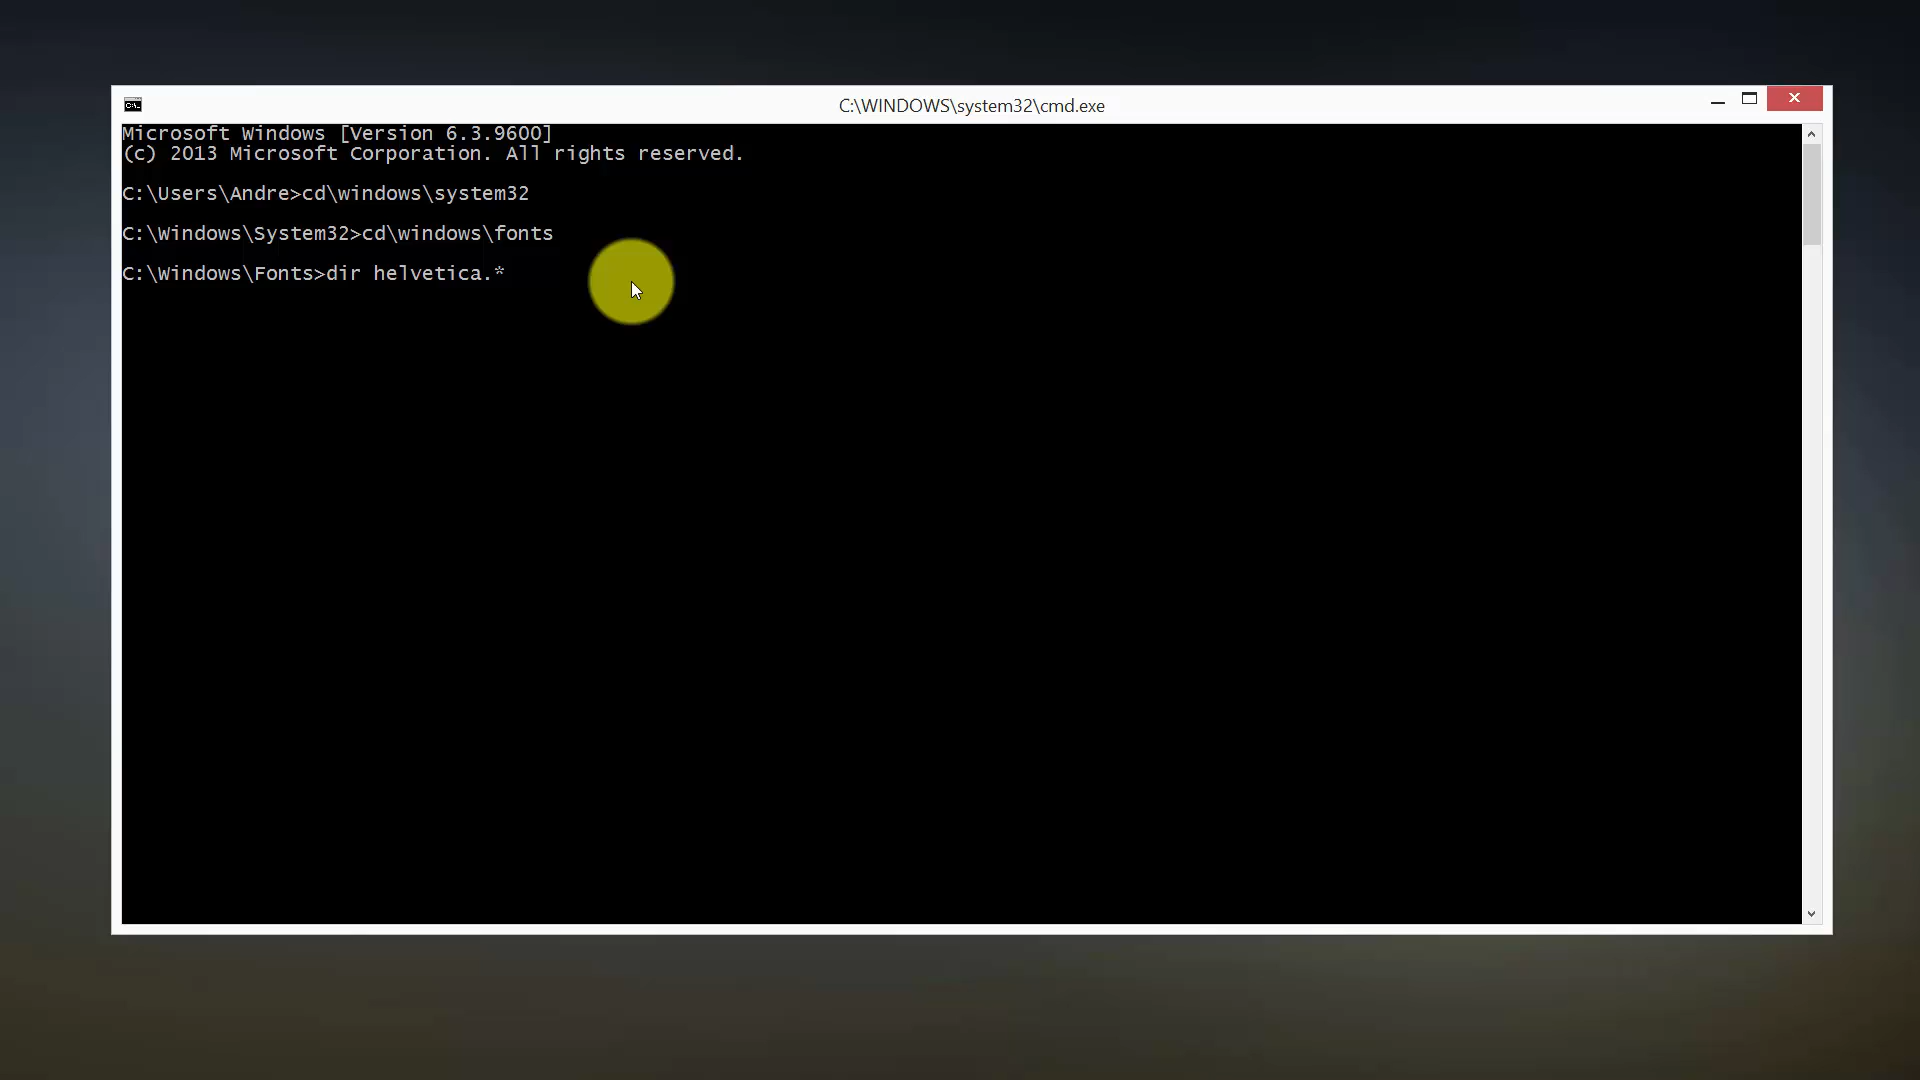 C:\WINDOWS\system32\cmd.exe
Microsoft Windows [Version 6.3.9600]
(c) 2013 Microsoft Corporation. All rights reserved.
C:\Users\Andre>cd\windows\system32
C:\Windows\System32>cd\windows\fonts
C:\Windows\Fonts>dir helvetica.*